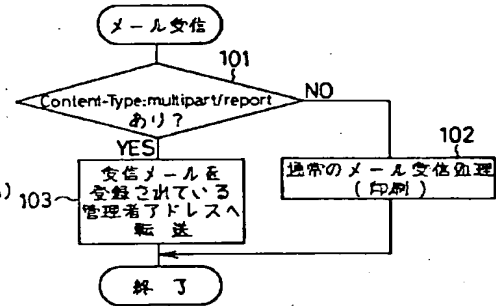 メール受信
101
Content-Type:multipart/report
あり?
NO
YES
102
通常のメール受信処理
(印刷)
103
受信メールを
登録されている
管理者アドレスへ
転送
終了